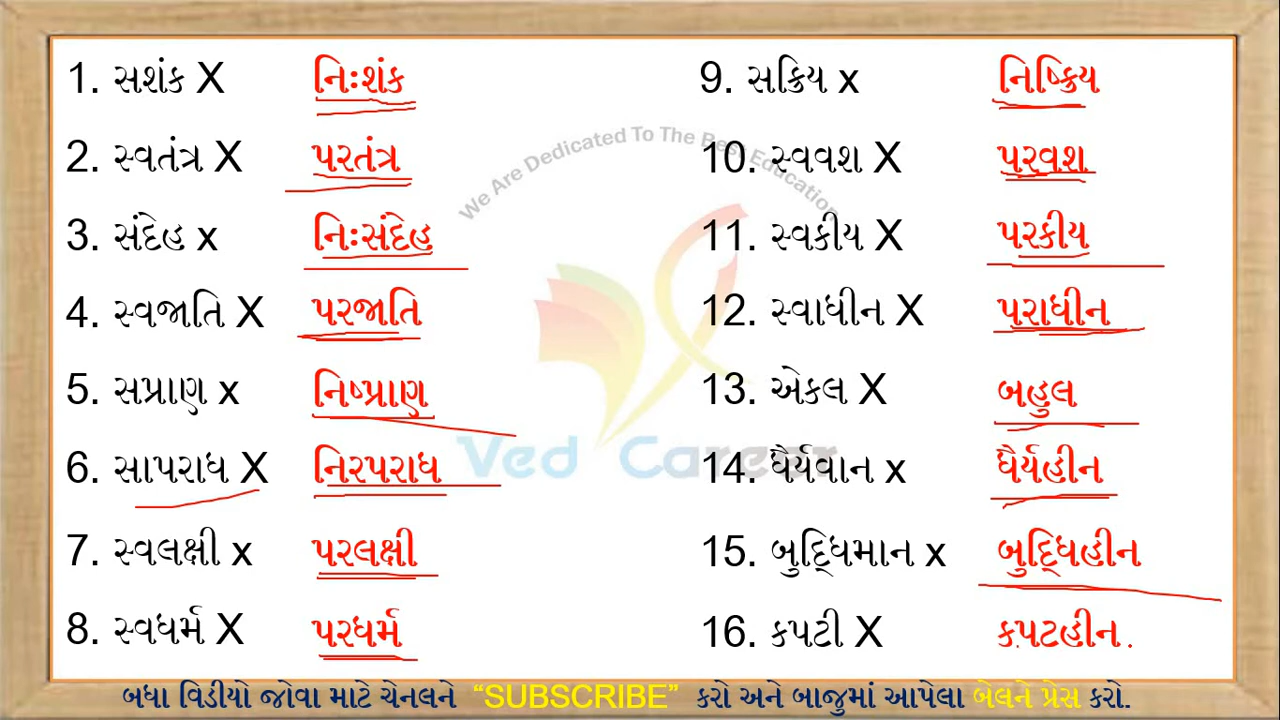 1. સશંક X નિઃશંક
2. સ્વતંત્ર X પરતંત્ર
3. સંદેહ x નિઃસંદેહ
4. સ્વજાતિ X પરજાતિ
5. સપ્રાણ x નિષ્પ્રાણ
6. સાપરાધ X નિરપરાધ
7. સ્વલક્ષી x પરલક્ષી
8. સ્વધર્મ X પરધર્મ
9. સક્રિય x નિષ્ક્રિય
10. સ્વવશ X પરવશ
11. સ્વકીય X પરકીય
12. સ્વાધીન X પરાધીન
13. એકલ X બહુલ
14. ધૈર્યવાન x ધૈર્યહીન
15. બુદ્ધિમાન x બુદ્ધિહીન
16. કપટી X કપટહીન
We Are Dedicated To The Best Education
Ved Career
બધા વિડીયો જોવા માટે ચેનલને “SUBSCRIBE” કરો અને બાજુમાં આપેલા બેલને પ્રેસ કરો.